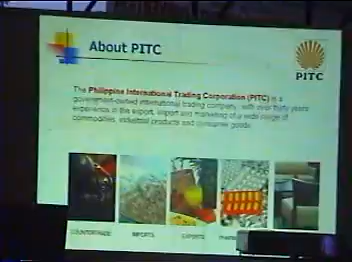 About PITC
PITC
The Philippine International Trading Corporation (PITC) is a
government-owned international trading company, with over thirty years
experience in the export, import and marketing of a wide range of
commodities, industrial products and consumer goods.
COUNTERTRADE IMPORTS EXPORTS